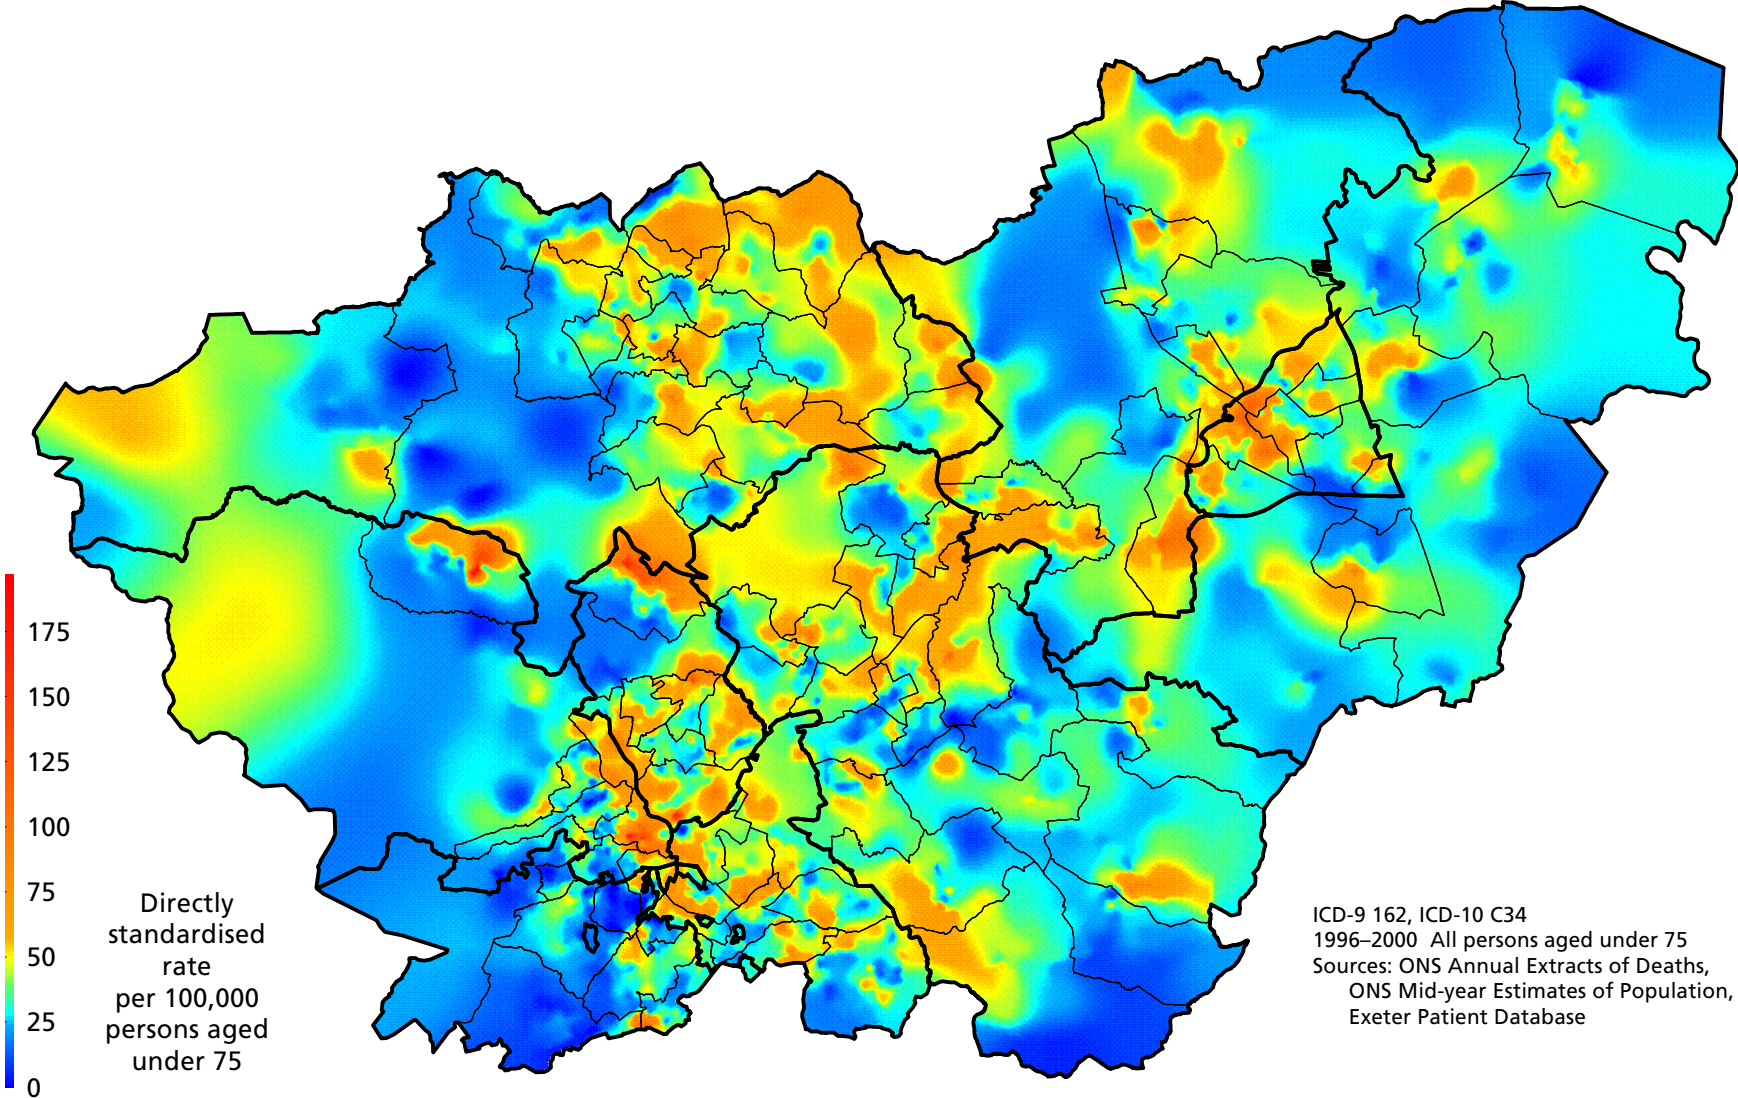 175
150
125
100
75
50
25
0
Directly
standardised
rate
per 100,000
persons aged
under 75
ICD-9 162, ICD-10 C34
1996–2000 All persons aged under 75
Sources: ONS Annual Extracts of Deaths,
ONS Mid-year Estimates of Population,
Exeter Patient Database